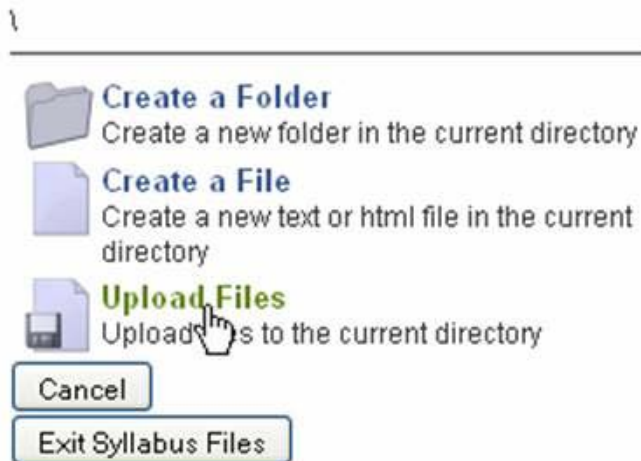 \
Create a Folder
Create a new folder in the current directory
Create a File
Create a new text or html file in the current
directory
Upload Files
Upload to the current directory
Cancel
Exit Syllabus Files